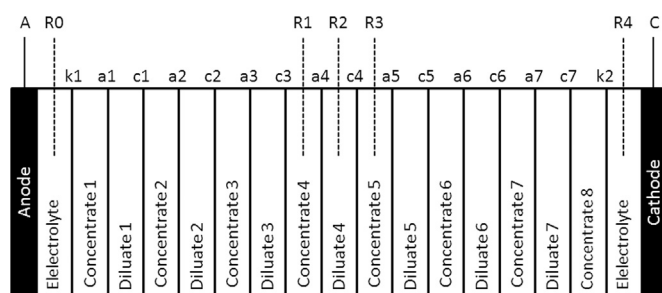 A R0 R1 R2 R3 R4 C
k1 a1 c1 a2 c2 a3 c3 a4 c4 a5 c5 a6 c6 a7 c7 k2
Anode
Elelectrolyte
Concentrate 1
Diluate 1
Concentrate 2
Diluate 2
Concentrate 3
Diluate 3
Concentrate 4
Diluate 4
Concentrate 5
Diluate 5
Concentrate 6
Diluate 6
Concentrate 7
Diluate 7
Concentrate 8
Elelectrolyte
Cathode